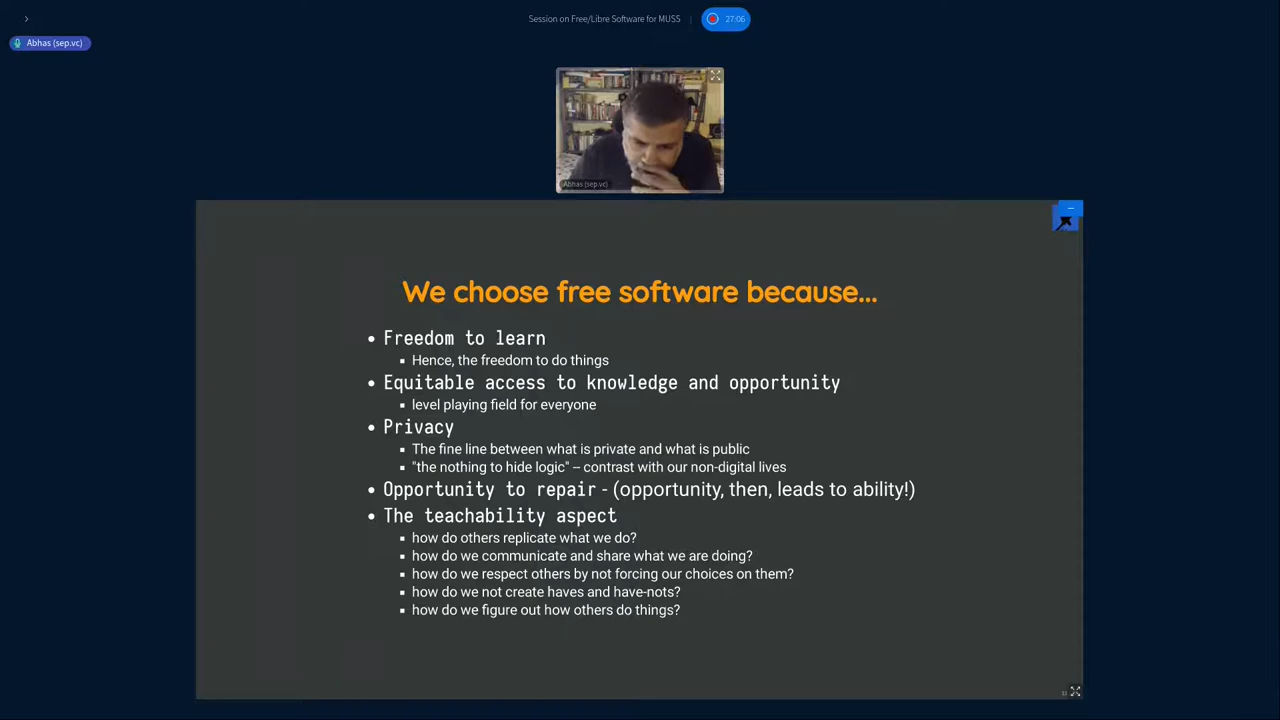 Session on Free/Libre Software for MUSS
27:06
Abhas (sep.vc)
Abhas (sep.vc)
We choose free software because...
Freedom to learn
Hence, the freedom to do things
Equitable access to knowledge and opportunity
level playing field for everyone
Privacy
The fine line between what is private and what is public
"the nothing to hide logic" – contrast with our non-digital lives
Opportunity to repair - (opportunity, then, leads to ability!)
The teachability aspect
how do others replicate what we do?
how do we communicate and share what we are doing?
how do we respect others by not forcing our choices on them?
how do we not create haves and have-nots?
how do we figure out how others do things?